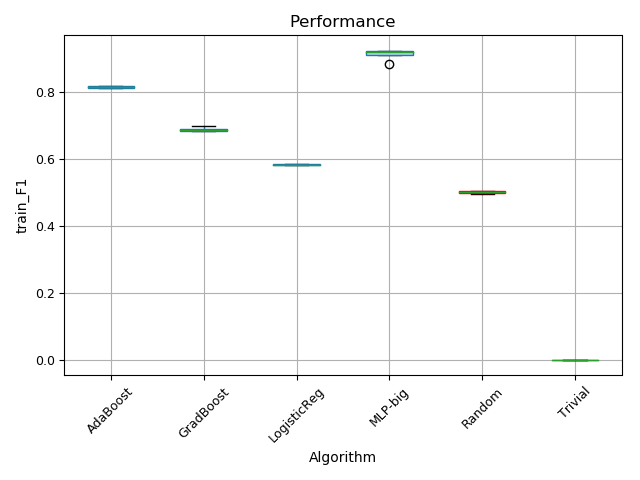 Performance
train_F1
0.8
0.6
0.4
0.2
0.0
AdaBoost
GradBoost
LogisticReg
MLP-big
Random
Trivial
Algorithm